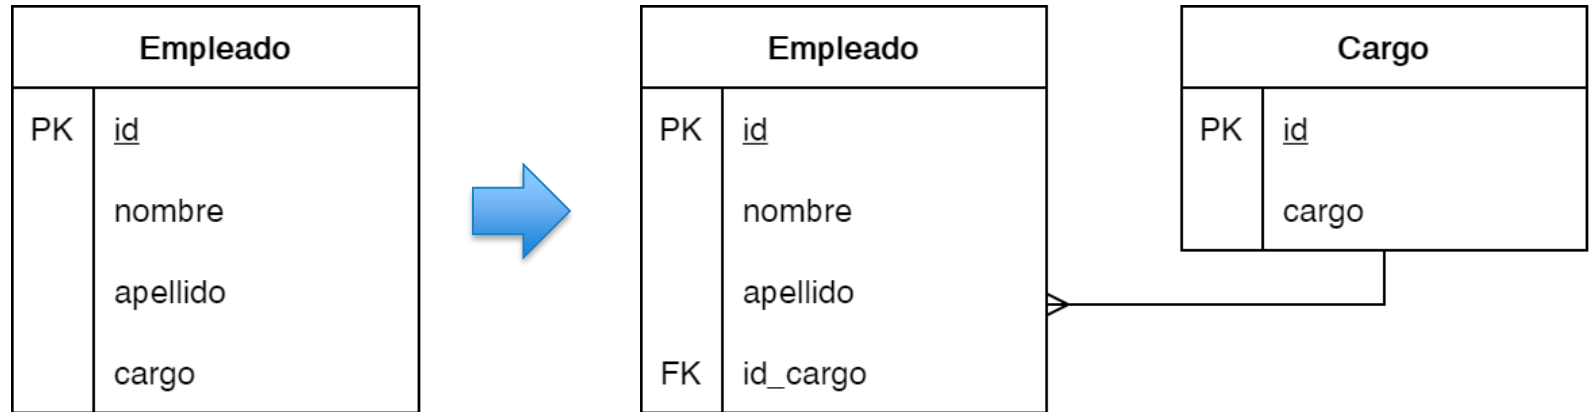 Empleado
PK id
nombre
apellido
cargo
Empleado
PK id
nombre
apellido
FK id_cargo
Cargo
PK id
cargo